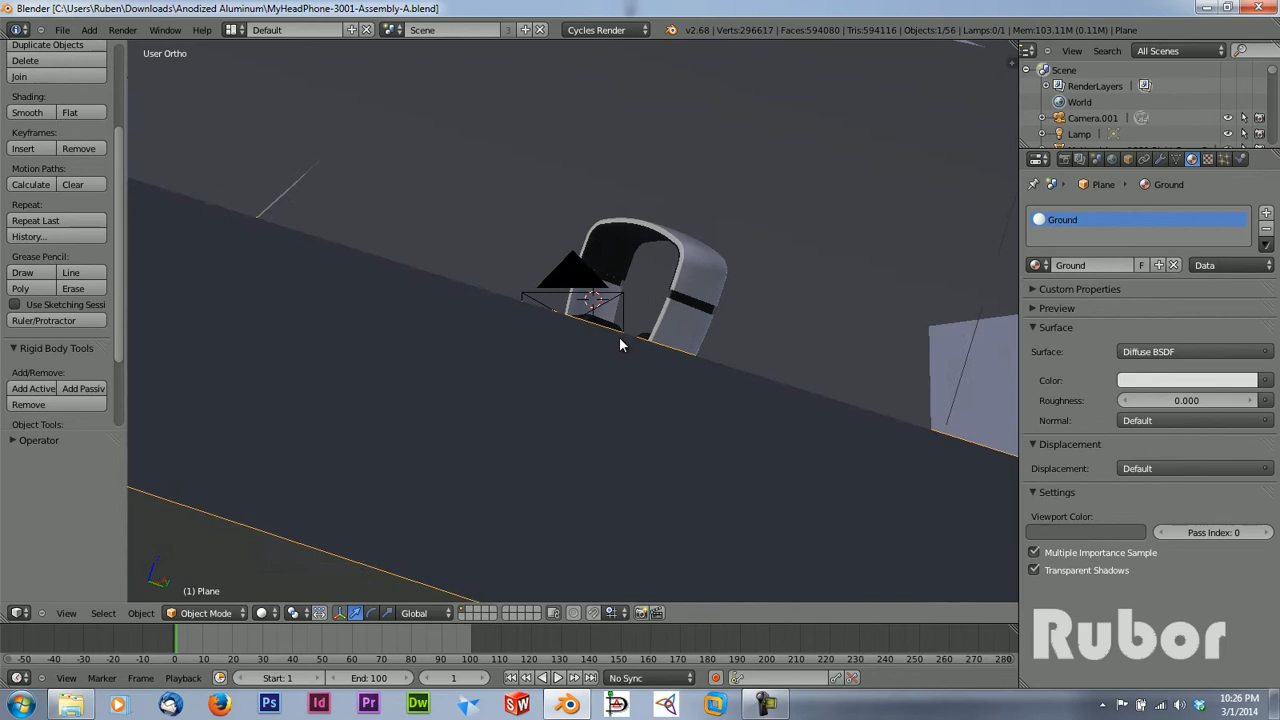 Blender [C:\Users\Ruben\Downloads\Anodized Aluminum\MyHeadPhone-3001-Assembly-A.blend]
File Add Render Window Help Default Scene 3 Cycles Render v2.68 | Verts:296617 | Faces:594080 | Tris:594116 | Objects:1/56 | Mem:103.11M (0.11M) | Plane
Duplicate Objects
Delete
Join
Shading:
Smooth Flat
Keyframes:
Insert Remove
Motion Paths:
Calculate Clear
Repeat:
Repeat Last
History...
Grease Pencil:
Draw Line
Poly Erase
Use Sketching Sessi
Ruler/Protractor
Rigid Body Tools
Add/Remove:
Add Active Add Passiv
Remove
Object Tools:
Operator
User Ortho
(1) Plane
View Select Object Object Mode Global
View Search All Scenes
Scene
RenderLayers
World
Camera.001
Lamp
Plane Ground
Ground
Ground F Data
Custom Properties
Preview
Surface
Surface: Diffuse BSDF
Color:
Roughness: 0.000
Normal: Default
Displacement
Displacement: Default
Settings
Viewport Color:
Pass Index: 0
Multiple Importance Sample
Transparent Shadows
Rubor
-50 -40 -30 -20 -10 0 10 20 30 40 50 60 70 80 90 100 110 120 130 140 150 160 170 180 190 200 210 220 230 240 250 260 270 280
View Marker Frame Playback Start: 1 End: 100 1 No Sync
Ps Id Pr Dw SW
10:26 PM
3/1/2014